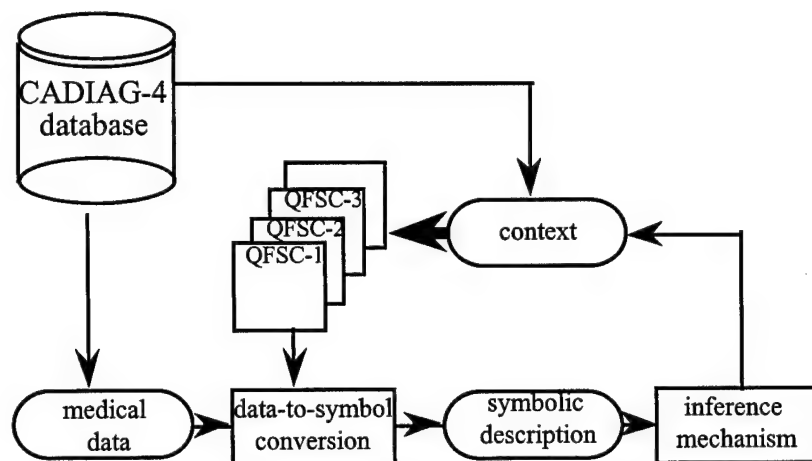 CADIAG-4
database
QFSC-3
QFSC-2
QFSC-1
context
medical
data
data-to-symbol
conversion
symbolic
description
inference
mechanism